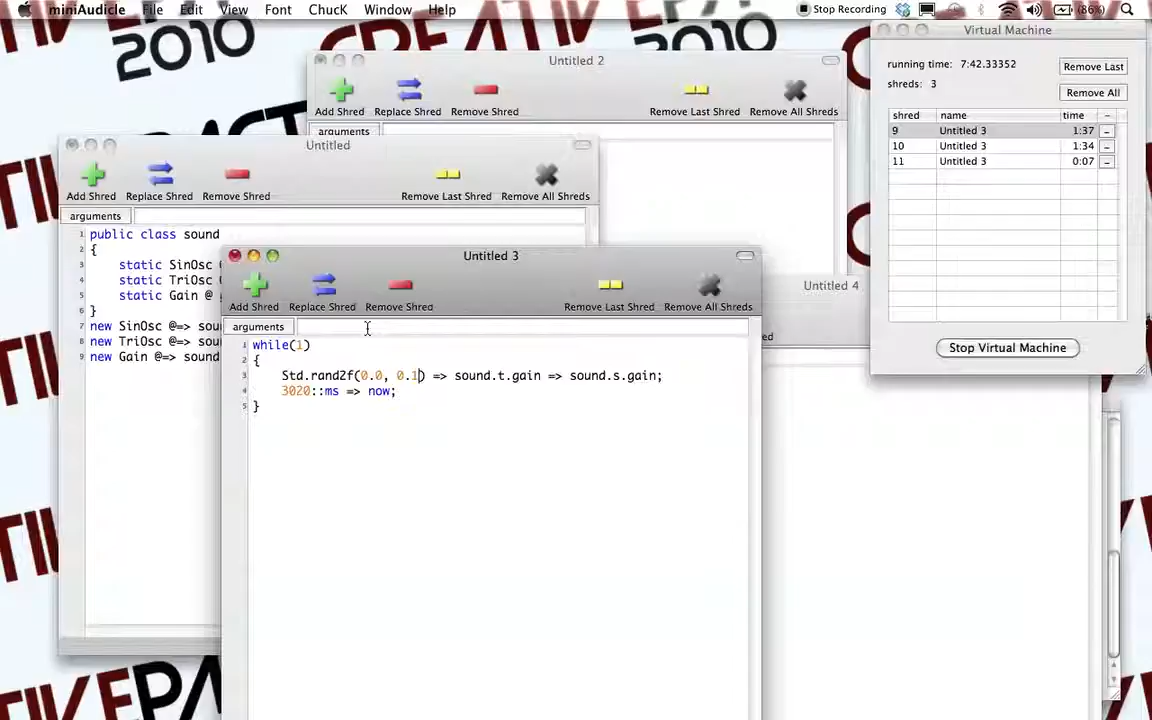 miniAudicle File Edit View Font ChucK Window Help Stop Recording (86%)
2010
2010
Virtual Machine
running time: 7:42.33352
Remove Last
shreds: 3
Remove All
shred name time –
9 Untitled 3 1:37 –
10 Untitled 3 1:34 –
11 Untitled 3 0:07 –
Stop Virtual Machine
Untitled 2
Add Shred Replace Shred Remove Shred Remove Last Shred Remove All Shreds
arguments
Untitled
Add Shred Replace Shred Remove Shred Remove Last Shred Remove All Shreds
arguments
1 public class sound
2 {
3 static SinOsc
4 static TriOsc
5 static Gain @
6 }
7 new SinOsc @=> sou
8 new TriOsc @=> sou
9 new Gain @=> sound
Untitled 3
Add Shred Replace Shred Remove Shred Remove Last Shred Remove All Shreds
arguments
1 while(1)
2 {
3 Std.rand2f(0.0, 0.1) => sound.t.gain => sound.s.gain;
4 3020::ms => now;
5 }
Untitled 4
ed
2010